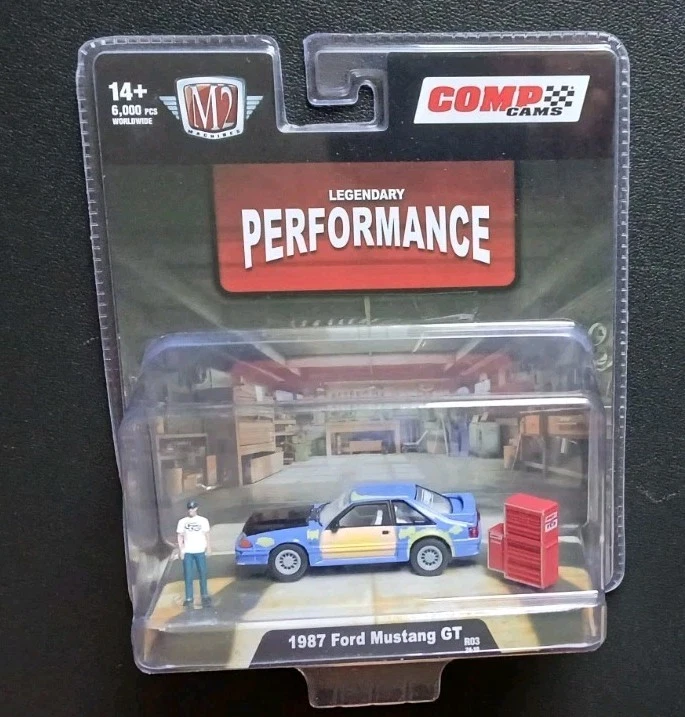 14+
6,000 PCS
WORLDWIDE
M2
MACHINES
COMP
CAMS
LEGENDARY
PERFORMANCE
1987 Ford Mustang GT
R03